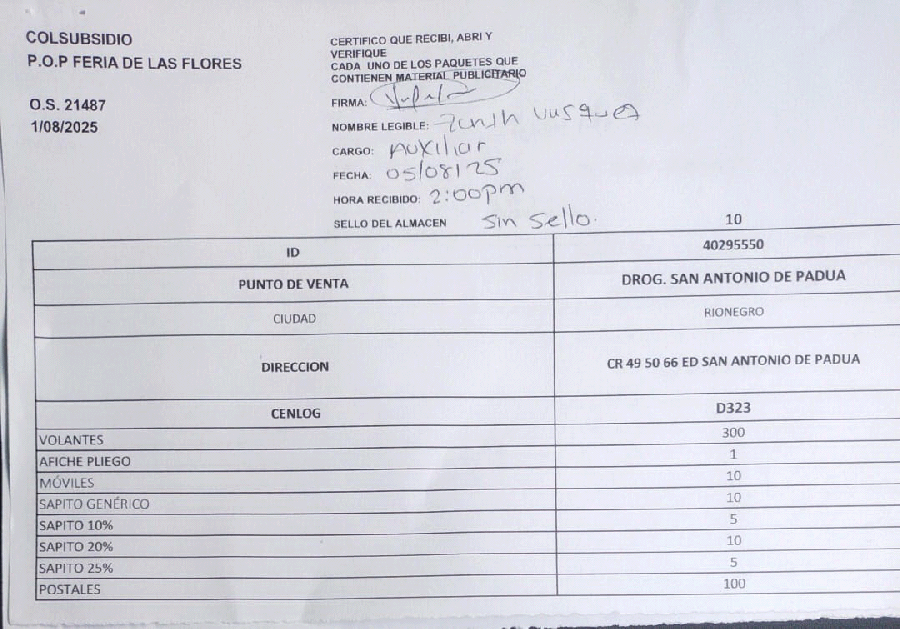 COLSUBSIDIO
P.O.P FERIA DE LAS FLORES
O.S. 21487
1/08/2025
CERTIFICO QUE RECIBI, ABRI Y
VERIFIQUE
CADA UNO DE LOS PAQUETES QUE
CONTIENEN MATERIAL PUBLICITARIO
FIRMA:
NOMBRE LEGIBLE:
CARGO: Auxiliar
FECHA: 05/08/25
HORA RECIBIDO: 2:00pm
SELLO DEL ALMACEN sin sello.
10
ID 40295550
PUNTO DE VENTA DROG. SAN ANTONIO DE PADUA
CIUDAD RIONEGRO
DIRECCION CR 49 50 66 ED SAN ANTONIO DE PADUA
CENLOG D323
VOLANTES 300
AFICHE PLIEGO 1
MÓVILES 10
SAPITO GENÉRICO 10
SAPITO 10% 5
SAPITO 20% 10
SAPITO 25% 5
POSTALES 100